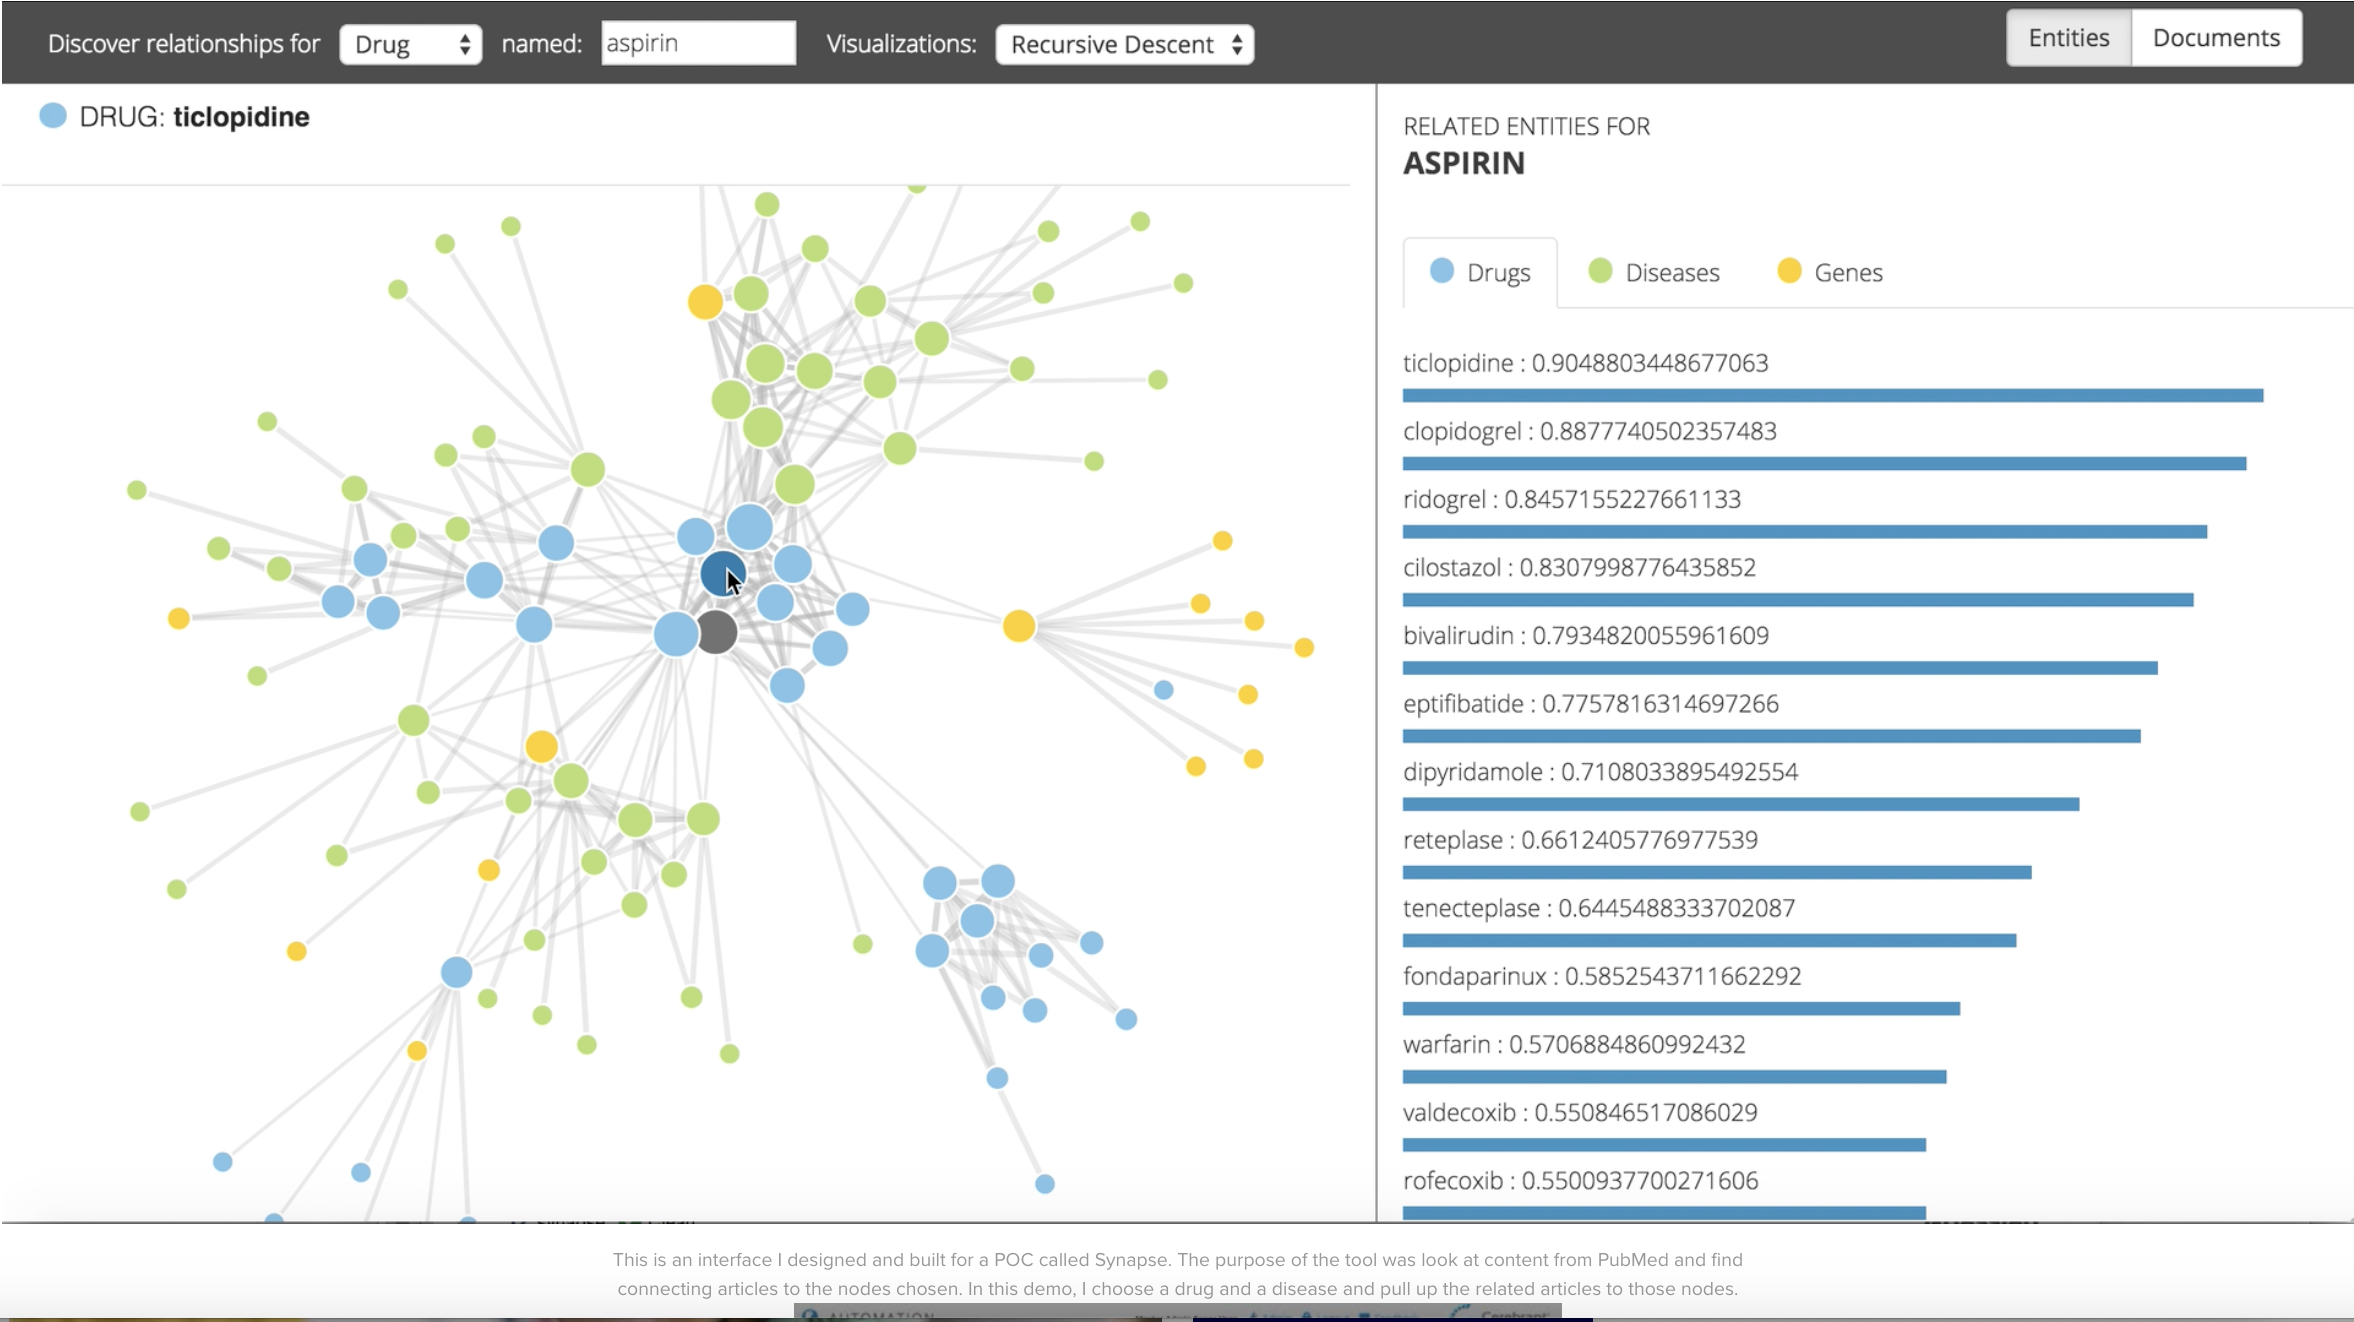 Discover relationships for Drug named: aspirin Visualizations: Recursive Descent Entities Documents
DRUG: ticlopidine
RELATED ENTITIES FOR
ASPIRIN
Drugs Diseases Genes
ticlopidine : 0.9048803448677063
clopidogrel : 0.8877740502357483
ridogrel : 0.8457155227661133
cilostazol : 0.8307998776435852
bivalirudin : 0.7934820055961609
eptifibatide : 0.7757816314697266
dipyridamole : 0.7108033895492554
reteplase : 0.6612405776977539
tenecteplase : 0.6445488333702087
fondaparinux : 0.5852543711662292
warfarin : 0.5706884860992432
valdecoxib : 0.550846517086029
rofecoxib : 0.5500937700271606
This is an interface I designed and built for a POC called Synapse. The purpose of the tool was look at content from PubMed and find
connecting articles to the nodes chosen. In this demo, I choose a drug and a disease and pull up the related articles to those nodes.
AUTOMATION